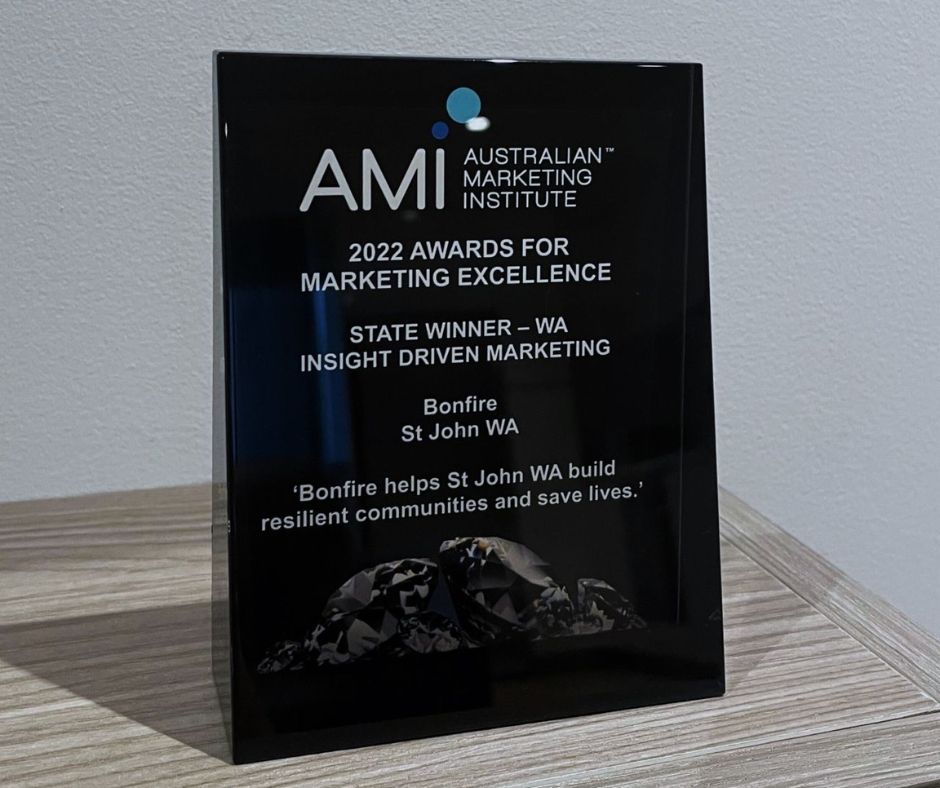 AMI
AUSTRALIAN™
MARKETING
INSTITUTE
2022 AWARDS FOR
MARKETING EXCELLENCE
STATE WINNER – WA
INSIGHT DRIVEN MARKETING
Bonfire
St John WA
‘Bonfire helps St John WA build
resilient communities and save lives.’